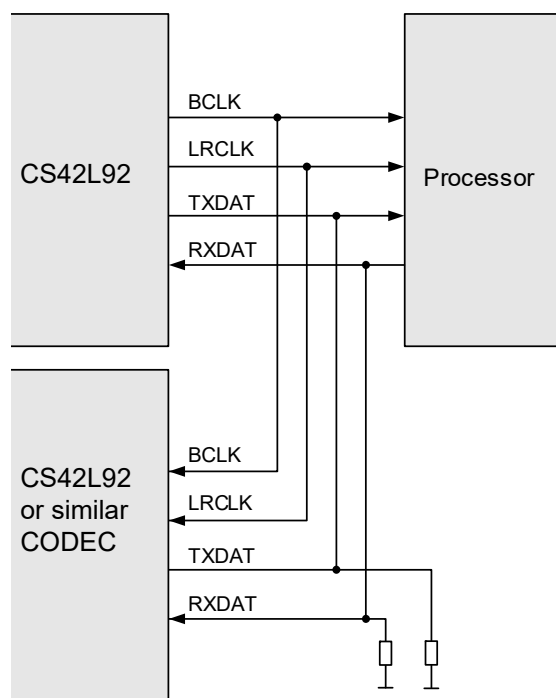 BCLK
LRCLK
CS42L92
Processor
TXDAT
RXDAT
BCLK
CS42L92
or similar
CODEC
LRCLK
TXDAT
RXDAT